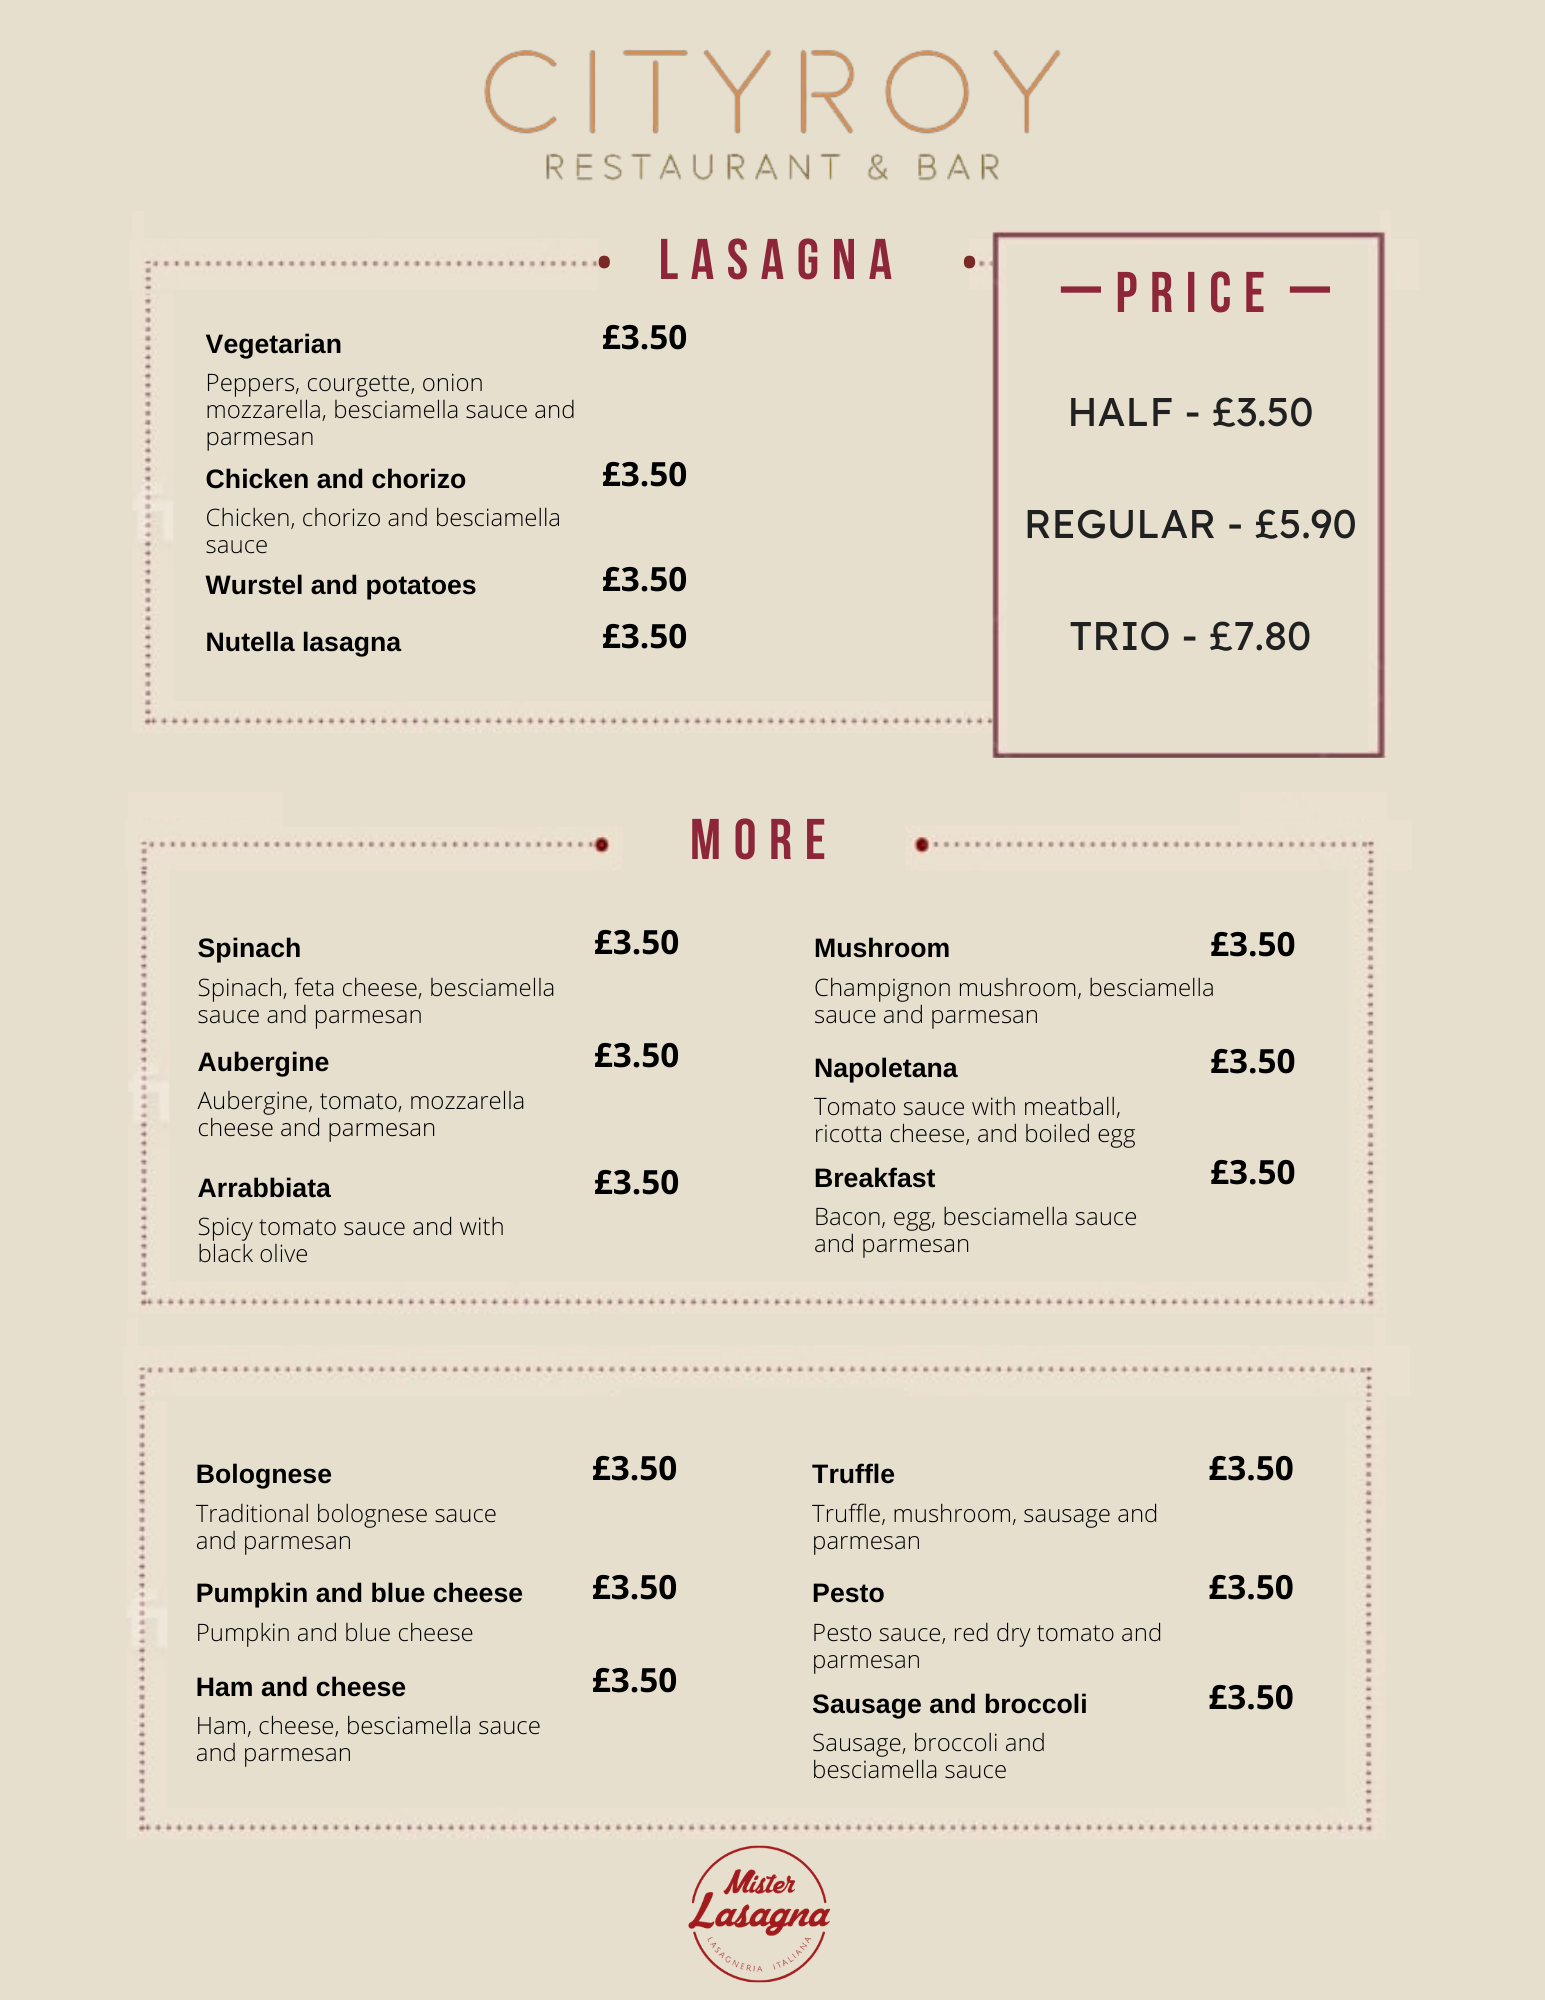 CITYROY
RESTAURANT & BAR
LASAGNA
Vegetarian £3.50
Peppers, courgette, onion
mozzarella, besciamella sauce and
parmesan
Chicken and chorizo £3.50
Chicken, chorizo and besciamella
sauce
Wurstel and potatoes £3.50
Nutella lasagna £3.50
PRICE
HALF - £3.50
REGULAR - £5.90
TRIO - £7.80
fi
MORE
Spinach £3.50
Spinach, feta cheese, besciamella
sauce and parmesan
Aubergine £3.50
Aubergine, tomato, mozzarella
cheese and parmesan
Arrabbiata £3.50
Spicy tomato sauce and with
black olive
Mushroom £3.50
Champignon mushroom, besciamella
sauce and parmesan
Napoletana £3.50
Tomato sauce with meatball,
ricotta cheese, and boiled egg
Breakfast £3.50
Bacon, egg, besciamella sauce
and parmesan
fi
Bolognese £3.50
Traditional bolognese sauce
and parmesan
Pumpkin and blue cheese £3.50
Pumpkin and blue cheese
Ham and cheese £3.50
Ham, cheese, besciamella sauce
and parmesan
Truffle £3.50
Truffle, mushroom, sausage and
parmesan
Pesto £3.50
Pesto sauce, red dry tomato and
parmesan
Sausage and broccoli £3.50
Sausage, broccoli and
besciamella sauce
fi
Mister
Lasagna
LASAGNERIA ITALIANA